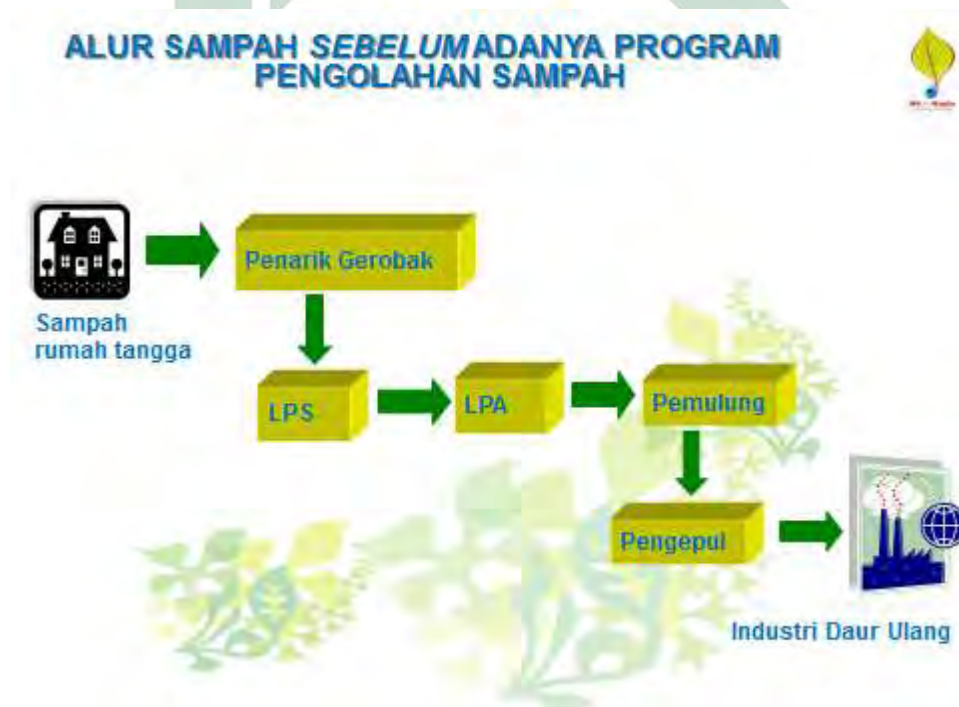 ALUR SAMPAH SEBELUM ADANYA PROGRAM
PENGOLAHAN SAMPAH
Penarik Gerobak
Sampah
rumah tangga
LPS
LPA
Pemulung
Pengepul
Industri Daur Ulang